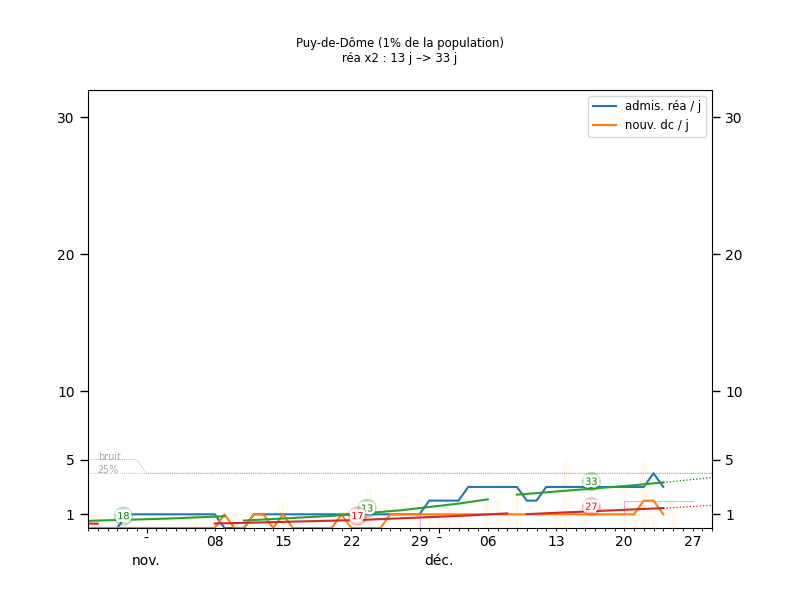 Puy-de-Dôme (1% de la population)
réa x2 : 13 j –> 33 j
admis. réa / j
nouv. dc / j
30
30
20
20
10
10
5
5
1
1
bruit
25%
18
13
17
33
27
- 08 15 22 29 - 06 13 20 27
nov. déc.